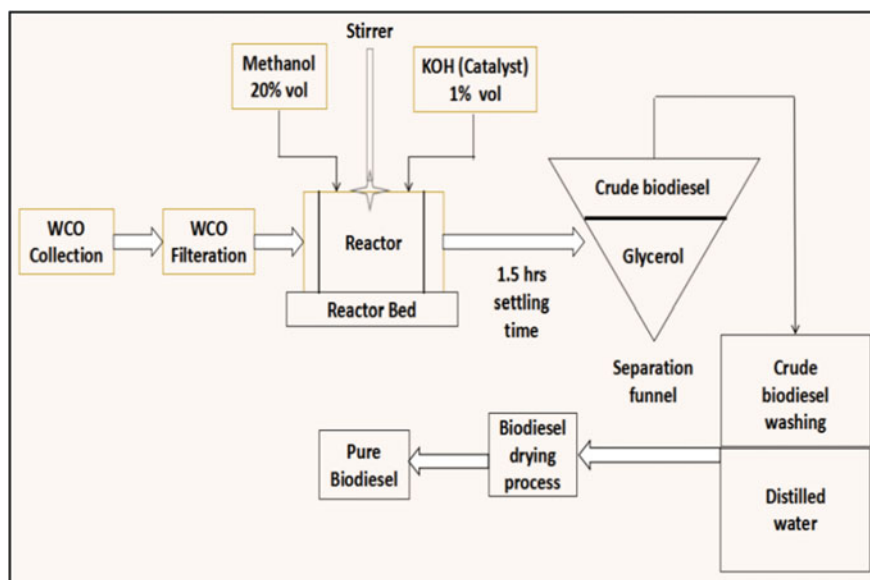 Stirrer
Methanol
20% vol
KOH (Catalyst)
1% vol
WCO
Collection
WCO
Filteration
Reactor
Reactor Bed
1.5 hrs
settling
time
Crude biodiesel
Glycerol
Separation
funnel
Crude
biodiesel
washing
Distilled
water
Biodiesel
drying
process
Pure
Biodiesel